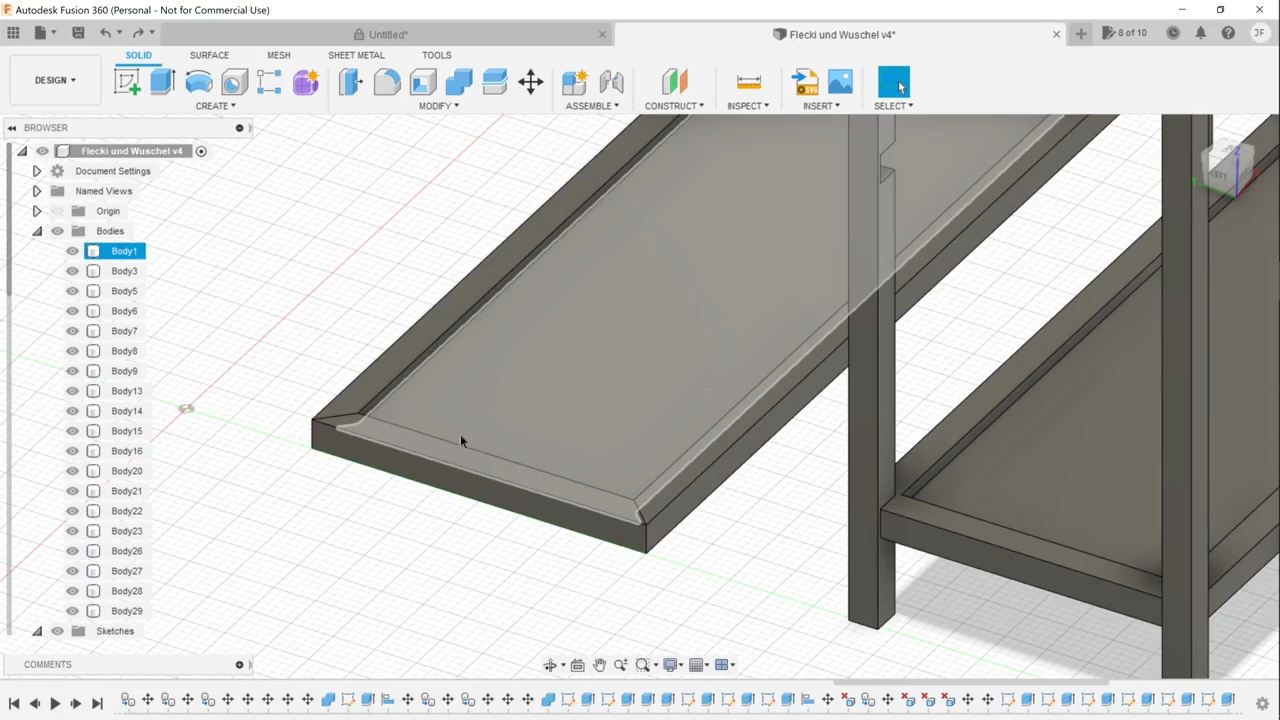 Autodesk Fusion 360 (Personal - Not for Commercial Use)
Untitled*
Flecki und Wuschel v4*
8 of 10
JF
DESIGN
SOLID
SURFACE
MESH
SHEET METAL
TOOLS
CREATE
MODIFY
ASSEMBLE
CONSTRUCT
INSPECT
INSERT
SELECT
BROWSER
Flecki und Wuschel v4
Document Settings
Named Views
Origin
Bodies
Body1
Body3
Body5
Body6
Body7
Body8
Body9
Body13
Body14
Body15
Body16
Body20
Body21
Body22
Body23
Body26
Body27
Body28
Body29
Sketches
LEFT
Z
COMMENTS